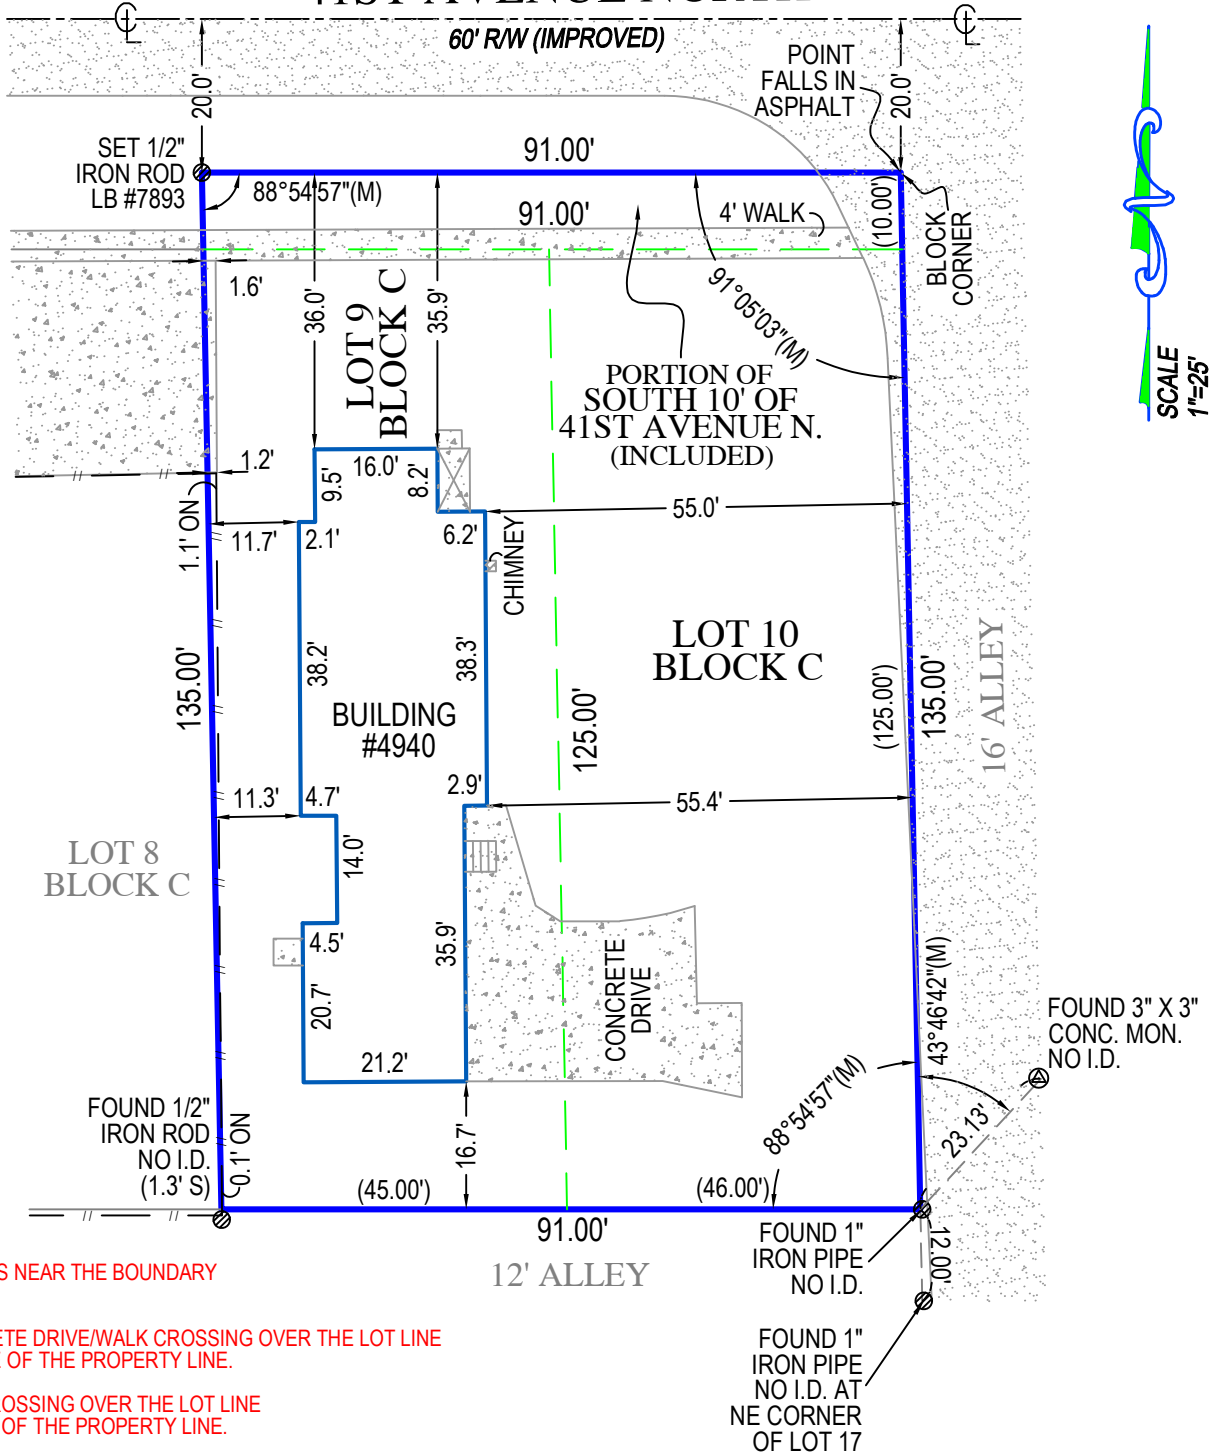 60' R/W (IMPROVED)
20.0'
POINT
FALLS IN
ASPHALT
20.0'
SET 1/2"
IRON ROD
LB #7893
91.00'
88°54'57"(M)
91.00'
4' WALK
(10.00')
BLOCK
CORNER
SCALE
1"=25'
1.6'
36.0'
LOT 9
BLOCK C
35.9'
91°05'03"(M)
PORTION OF
SOUTH 10' OF
41ST AVENUE N.
(INCLUDED)
1.2'
16.0'
9.5'
8.2'
1.1' ON
11.7'
2.1'
6.2'
55.0'
CHIMNEY
135.00'
38.2'
38.3'
LOT 10
BLOCK C
BUILDING
#4940
125.00'
(125.00')
135.00'
16' ALLEY
11.3'
4.7'
2.9'
55.4'
LOT 8
BLOCK C
14.0'
4.5'
35.9'
20.7'
CONCRETE
DRIVE
43°46'42"(M)
FOUND 3" X 3"
CONC. MON.
NO I.D.
21.2'
88°54'57"(M)
23.13'
FOUND 1/2"
IRON ROD
NO I.D.
(1.3' S)
0.1' ON
16.7'
(45.00')
(46.00')
91.00'
12' ALLEY
FOUND 1"
IRON PIPE
NO I.D.
12.00'
FOUND 1"
IRON PIPE
NO I.D. AT
NE CORNER
OF LOT 17
S NEAR THE BOUNDARY
ETE DRIVE/WALK CROSSING OVER THE LOT LINE
OF THE PROPERTY LINE.
ROSSING OVER THE LOT LINE
OF THE PROPERTY LINE.